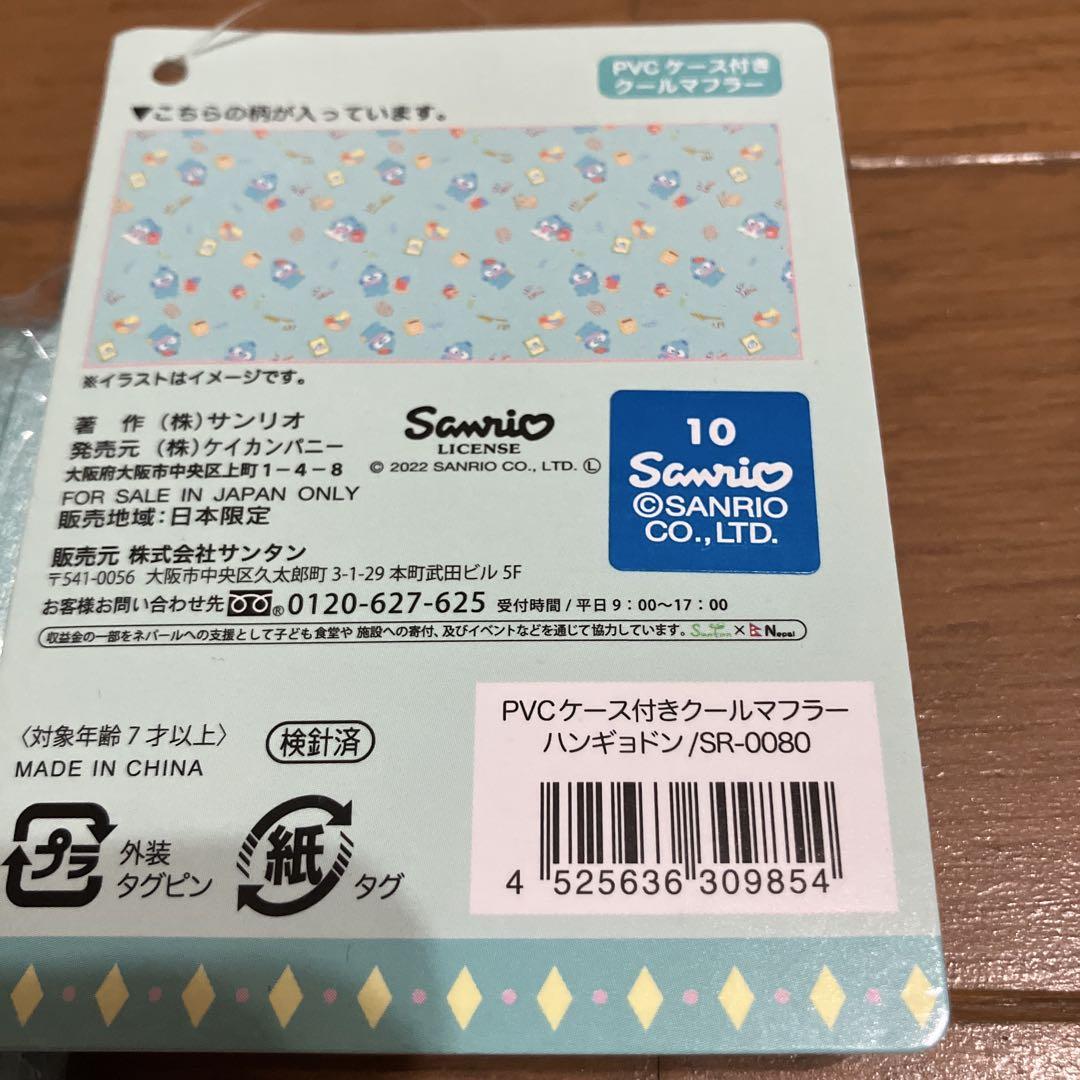 PVCケース付き
クールマフラー
▼こちらの柄が入っています。
※イラストはイメージです。
著 作 (株)サンリオ
発売元 (株)ケイカンパニー
大阪府大阪市中央区上町1-4-8
FOR SALE IN JAPAN ONLY
販売地域:日本限定
Sanrio
LICENSE
© 2022 SANRIO CO., LTD. Ⓛ
10
Sanrio
©SANRIO
CO.,LTD.
販売元 株式会社サンタン
〒541-0056 大阪市中央区久太郎町 3-1-29 本町武田ビル 5F
お客様お問い合わせ先 ® 0120-627-625 受付時間/平日9:00〜17:00
収益金の一部をネパールへの支援として子ども食堂や 施設への寄付、及びイベントなどを通じて協力しています。 SanTan × Nepal
〈対象年齢7才以上〉
検針済
MADE IN CHINA
プラ
外装
タグピン
紙
タグ
PVCケース付きクールマフラー
ハンギョドン/SR-0080
4 525636 309854